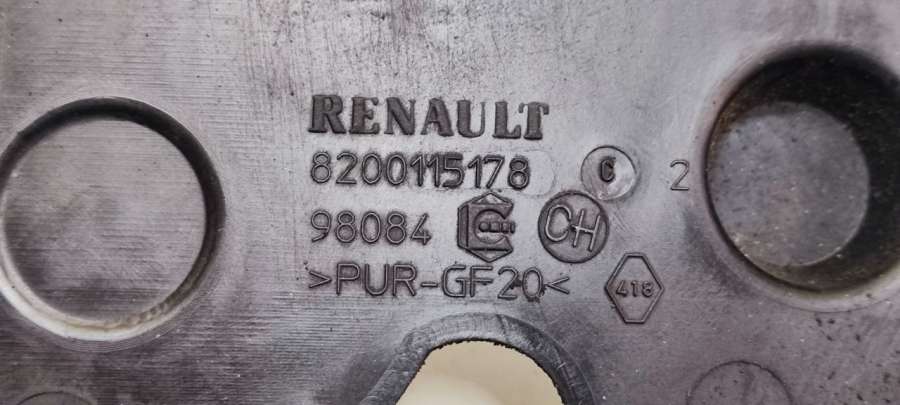 RENAULT
8200115178 C 2
98084 CH
>PUR-GF20<
418